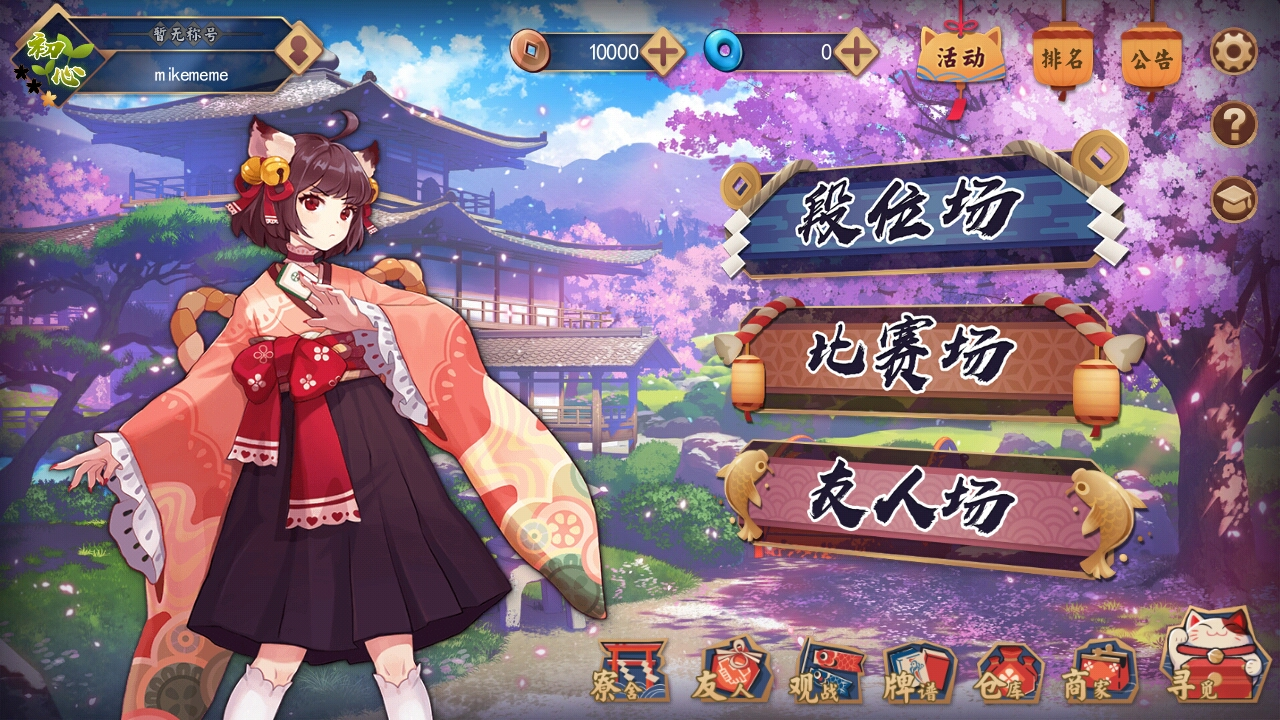 初心
暂无称号
mikememe
10000
0
活动
排名
公告
?
段位场
比赛场
友人场
寮舍
友人
观战
牌谱
仓库
商家
寻觅